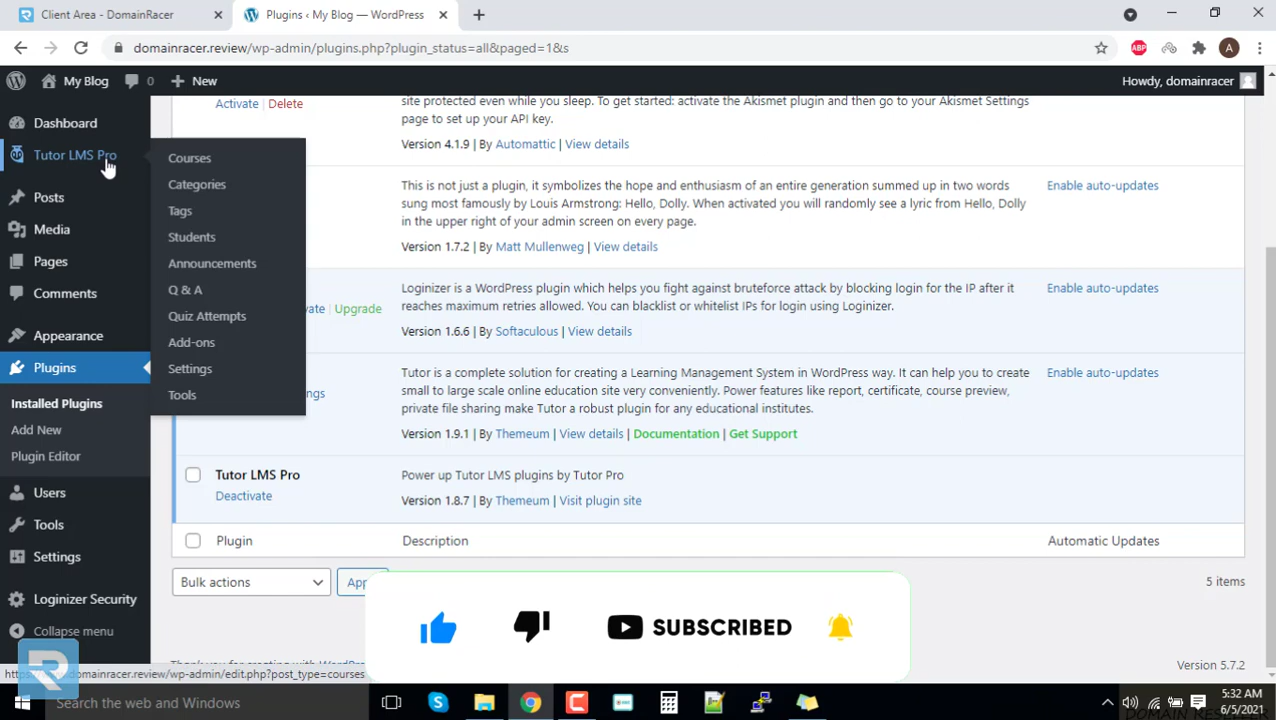 Client Area - DomainRacer
Plugins ‹ My Blog — WordPress
domainracer.review/wp-admin/plugins.php?plugin_status=all&paged=1&s
ABP
A
My Blog
0
New
Howdy, domainracer
Dashboard
Tutor LMS Pro
Posts
Media
Pages
Comments
Appearance
Plugins
Installed Plugins
Add New
Plugin Editor
Users
Tools
Settings
Loginizer Security
Collapse menu
Courses
Categories
Tags
Students
Announcements
Q & A
Quiz Attempts
Add-ons
Settings
Tools
Activate | Delete
site protected even while you sleep. To get started: activate the Akismet plugin and then go to your Akismet Settings
page to set up your API key.
Version 4.1.9 | By Automattic | View details
This is not just a plugin, it symbolizes the hope and enthusiasm of an entire generation summed up in two words
sung most famously by Louis Armstrong: Hello, Dolly. When activated you will randomly see a lyric from Hello, Dolly
in the upper right of your admin screen on every page.
Version 1.7.2 | By Matt Mullenweg | View details
Enable auto-updates
vate | Upgrade
Loginizer is a WordPress plugin which helps you fight against bruteforce attack by blocking login for the IP after it
reaches maximum retries allowed. You can blacklist or whitelist IPs for login using Loginizer.
Version 1.6.6 | By Softaculous | View details
Enable auto-updates
ngs
Tutor is a complete solution for creating a Learning Management System in WordPress way. It can help you to create
small to large scale online education site very conveniently. Power features like report, certificate, course preview,
private file sharing make Tutor a robust plugin for any educational institutes.
Version 1.9.1 | By Themeum | View details | Documentation | Get Support
Enable auto-updates
Tutor LMS Pro
Deactivate
Power up Tutor LMS plugins by Tutor Pro
Version 1.8.7 | By Themeum | Visit plugin site
Plugin
Description
Automatic Updates
Bulk actions
App
5 items
SUBSCRIBED
Version 5.7.2
domainracer.review/wp-admin/edit.php?post_type=courses
Search the web and Windows
5:32 AM
6/5/2021